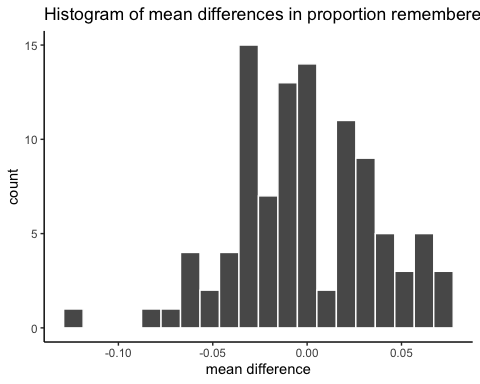 Histogram of mean differences in proportion remembere
15
10
5
0
count
-0.10 -0.05 0.00 0.05
mean difference